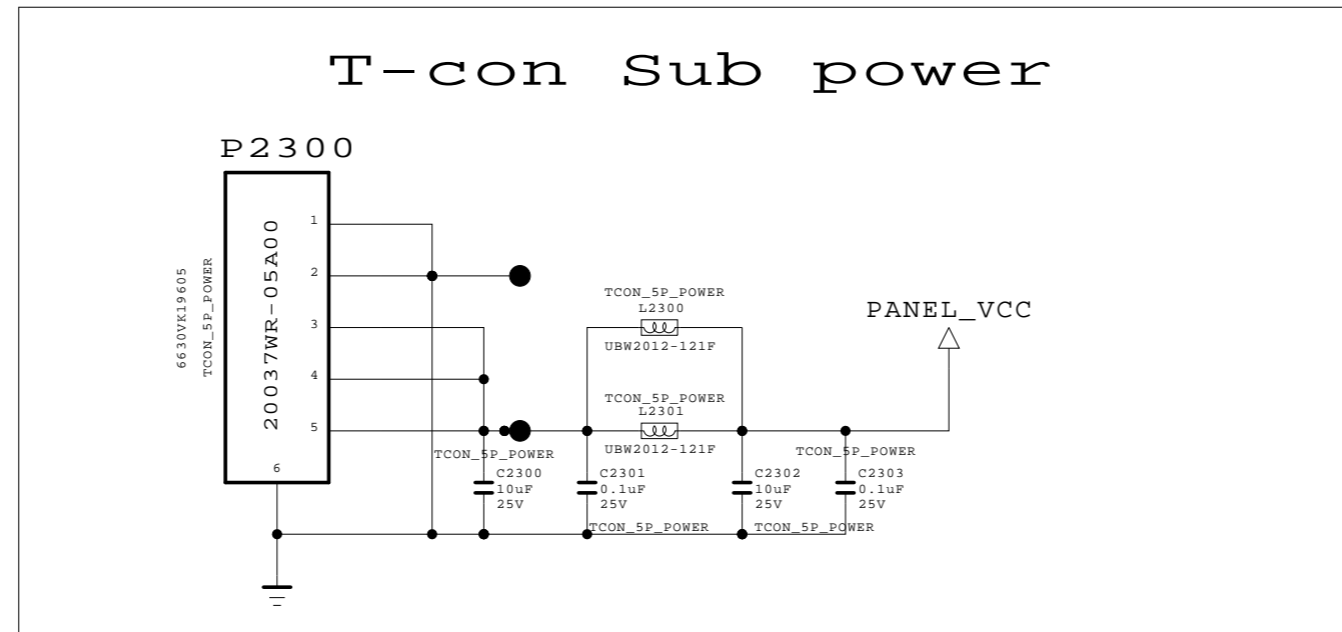 T-con Sub power
P2300
6630VK19605
TCON_5P_POWER
20037WR-05A00
1
2
3
4
5
6
TCON_5P_POWER
L2300
UBW2012-121F
PANEL_VCC
TCON_5P_POWER
L2301
UBW2012-121F
TCON_5P_POWER
C2300
10uF
25V
C2301
0.1uF
25V
TCON_5P_POWER
C2302
10uF
25V
TCON_5P_POWER
TCON_5P_POWER
C2303
0.1uF
25V